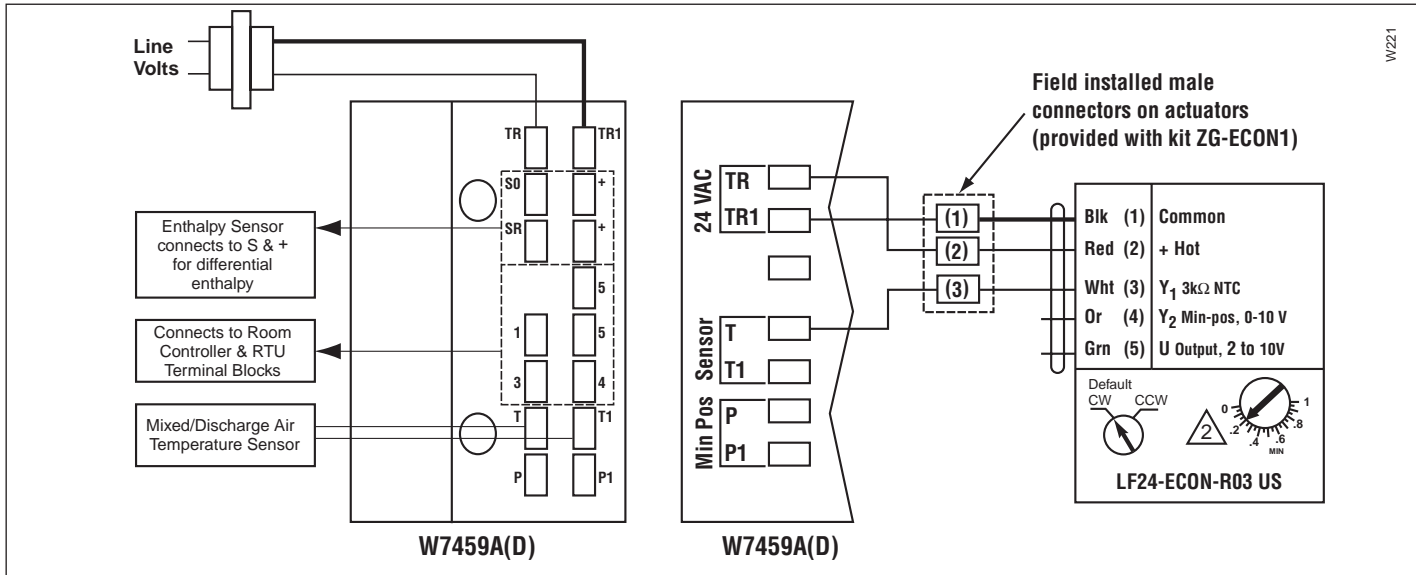 W221
Line
Volts
TR
TR1
S0
+
SR
+
5
1
5
3
4
T
T1
P
P1
Enthalpy Sensor
connects to S & +
for differential
enthalpy
Connects to Room
Controller & RTU
Terminal Blocks
Mixed/Discharge Air
Temperature Sensor
W7459A(D)
24 VAC
TR
TR1
Sensor
T
T1
Min Pos
P
P1
W7459A(D)
Field installed male
connectors on actuators
(provided with kit ZG-ECON1)
(1)
(2)
(3)
Blk (1) Common
Red (2) + Hot
Wht (3) Y1 3kΩ NTC
Or (4) Y2 Min-pos, 0-10 V
Grn (5) U Output, 2 to 10V
Default
CW CCW
2
0 .2 .4 .6 .8 1
MIN
LF24-ECON-R03 US